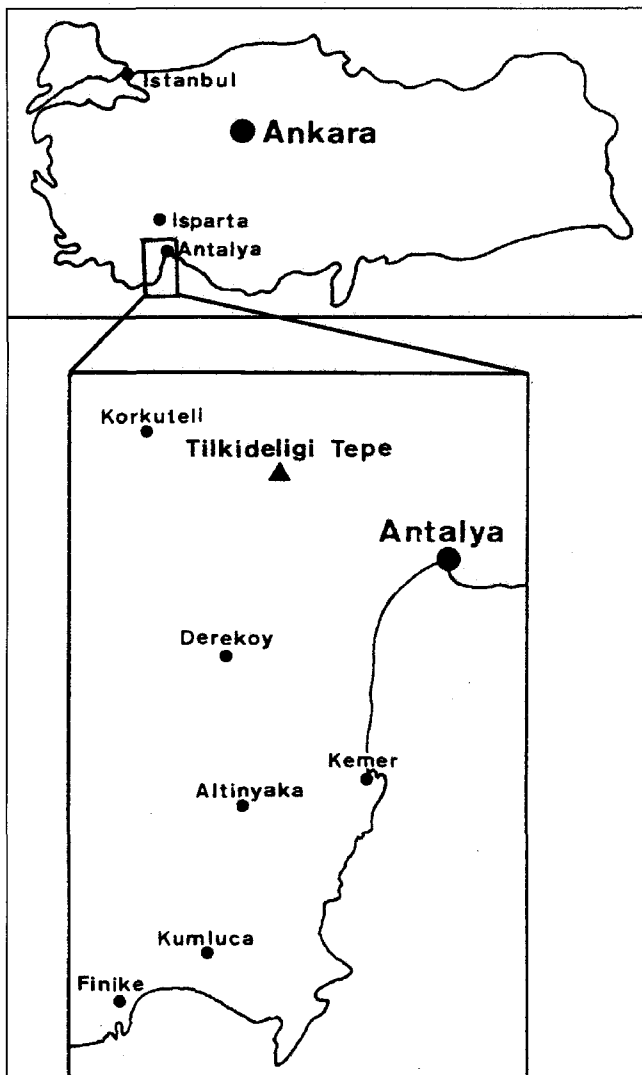 Istanbul
Ankara
Isparta
Antalya
Korkuteli
Tilkideligi Tepe
Antalya
Derekoy
Kemer
Altinyaka
Kumluca
Finike